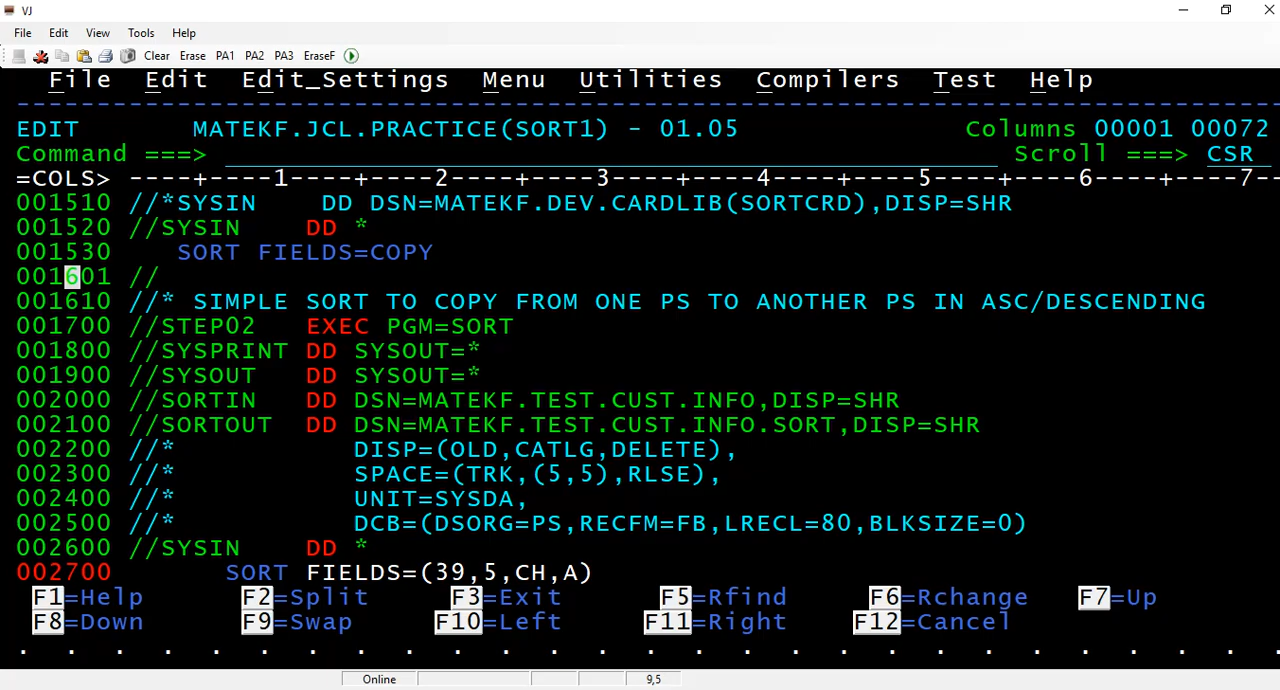 VJ
File Edit View Tools Help
Clear Erase PA1 PA2 PA3 EraseF
File Edit Edit_Settings Menu Utilities Compilers Test Help
EDIT MATEKF.JCL.PRACTICE(SORT1) - 01.05 Columns 00001 00072
Command ===> Scroll ===> CSR
=COLS> ----+----1----+----2----+----3----+----4----+----5----+----6----+----7--
001510 //*SYSIN    DD DSN=MATEKF.DEV.CARDLIB(SORTCRD),DISP=SHR
001520 //SYSIN    DD *
001530    SORT FIELDS=COPY
001601 //
001610 //* SIMPLE SORT TO COPY FROM ONE PS TO ANOTHER PS IN ASC/DESCENDING
001700 //STEP02   EXEC PGM=SORT
001800 //SYSPRINT DD SYSOUT=*
001900 //SYSOUT   DD SYSOUT=*
002000 //SORTIN   DD DSN=MATEKF.TEST.CUST.INFO,DISP=SHR
002100 //SORTOUT  DD DSN=MATEKF.TEST.CUST.INFO.SORT,DISP=SHR
002200 //*           DISP=(OLD,CATLG,DELETE),
002300 //*           SPACE=(TRK,(5,5),RLSE),
002400 //*           UNIT=SYSDA,
002500 //*           DCB=(DSORG=PS,RECFM=FB,LRECL=80,BLKSIZE=0)
002600 //SYSIN    DD *
002700       SORT FIELDS=(39,5,CH,A)
F1=Help F2=Split F3=Exit F5=Rfind F6=Rchange F7=Up
F8=Down F9=Swap F10=Left F11=Right F12=Cancel
. . . . . . . . . . . . . . . . . . . . . . . . . . .
Online 9,5